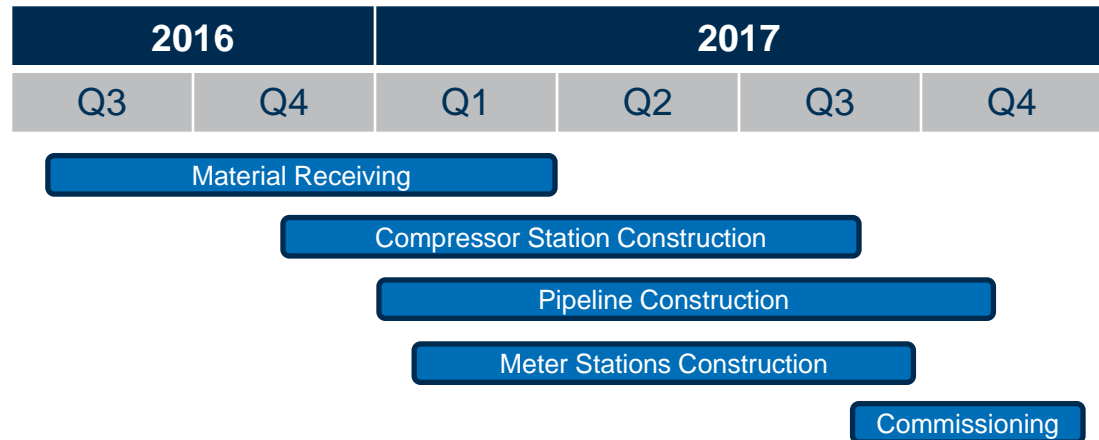 2016 2017
Q3 Q4 Q1 Q2 Q3 Q4
Material Receiving
Compressor Station Construction
Pipeline Construction
Meter Stations Construction
Commissioning